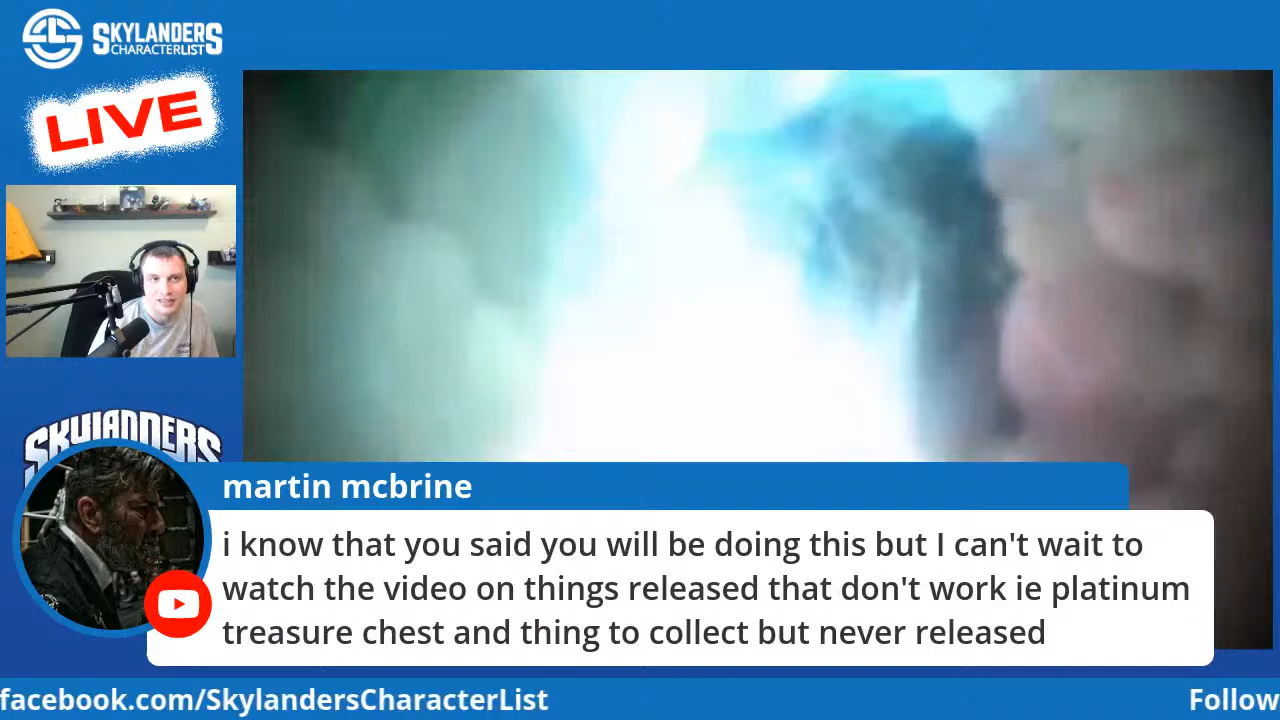 SKYLANDERS
CHARACTERLIST
LIVE
SKYLANDERS
martin mcbrine
i know that you said you will be doing this but I can't wait to
watch the video on things released that don't work ie platinum
treasure chest and thing to collect but never released
facebook.com/SkylandersCharacterList
Follow